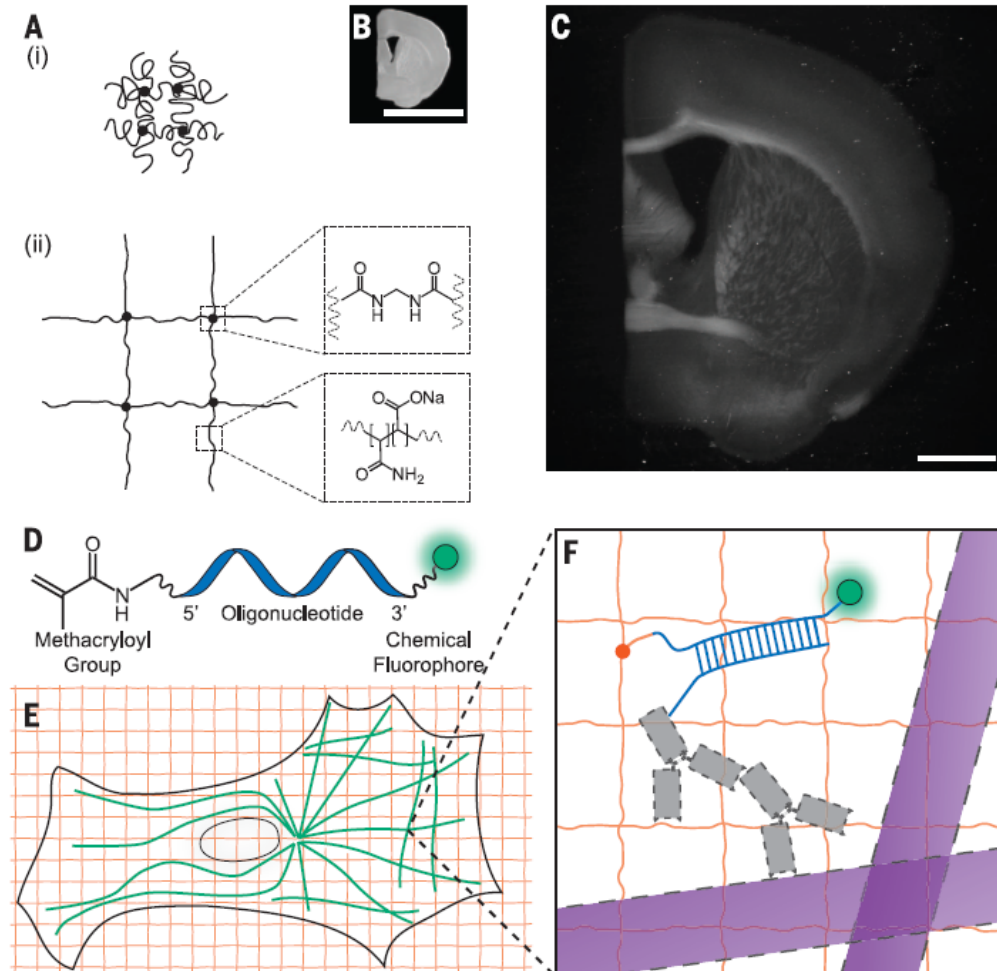 A
(i)
B
C
(ii)
O
O
N
H
N
H
O
ONa
O
NH2
D
O
N
H
5’
Oligonucleotide
3’
Methacryloyl
Group
Chemical
Fluorophore
E
F